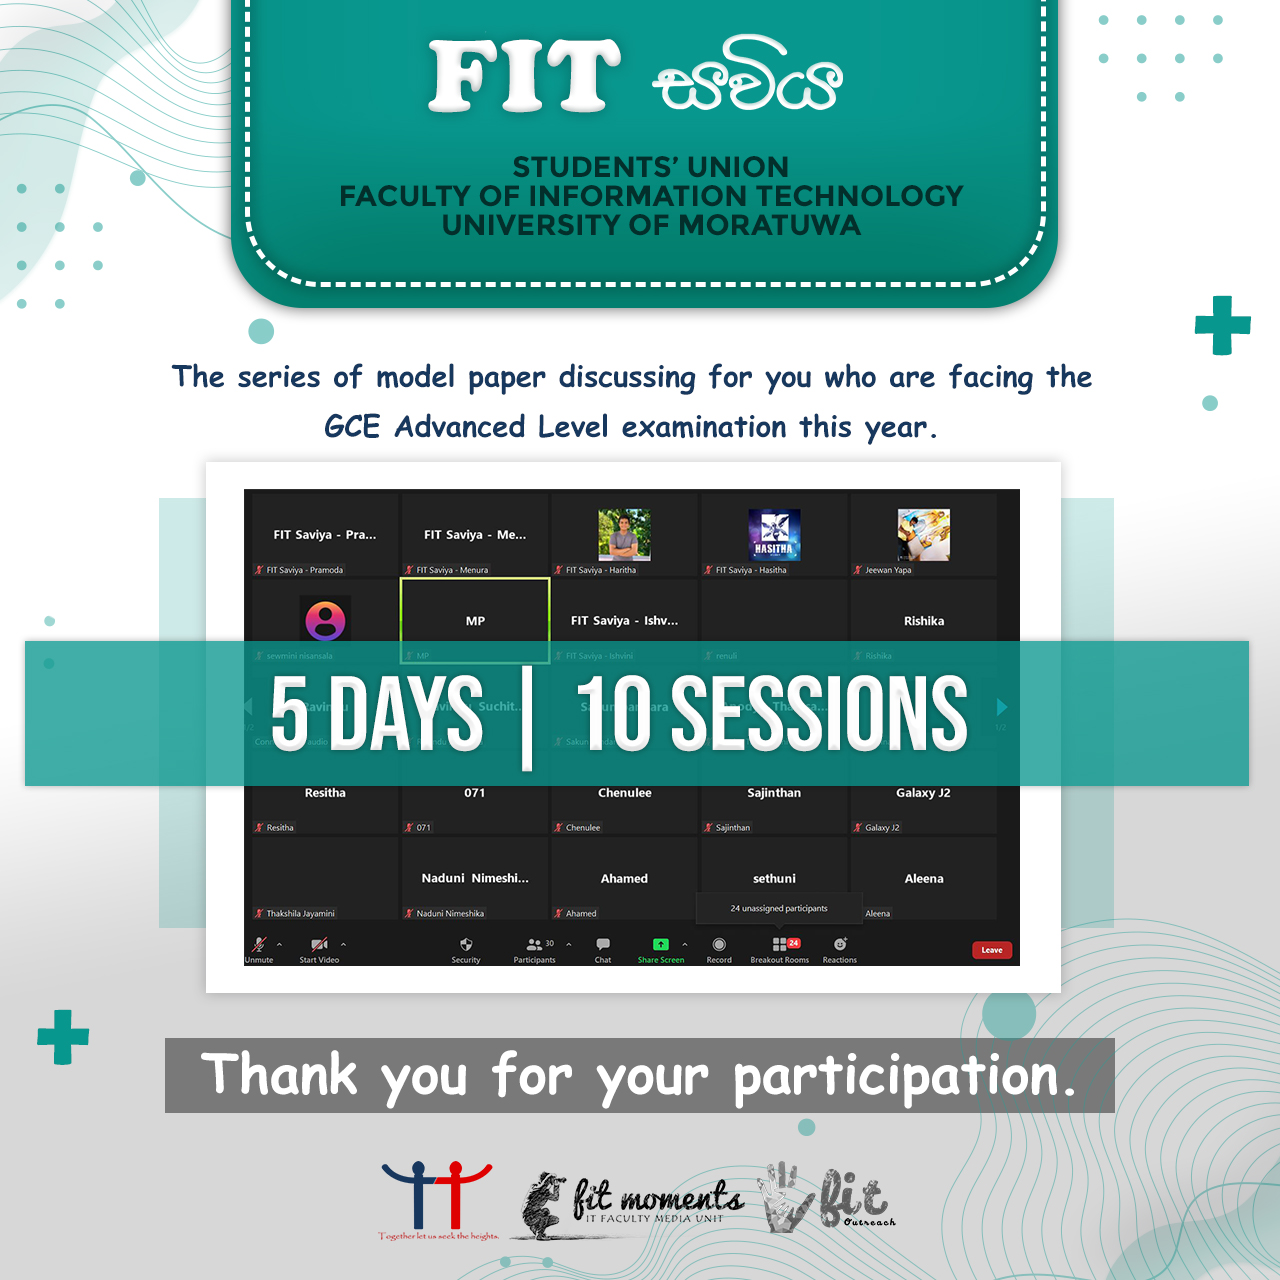 FIT සවිය
STUDENTS’ UNION
FACULTY OF INFORMATION TECHNOLOGY
UNIVERSITY OF MORATUWA
The series of model paper discussing for you who are facing the
GCE Advanced Level examination this year.
FIT Saviya - Pra... FIT Saviya - Me...
FIT Saviya - Pramoda FIT Saviya - Menura FIT Saviya - Haritha HASITHA FIT Saviya - Hasitha Jeewan Yapa
MP FIT Saviya - Ishv... Rishika
sewmini nisansala MP FIT Saviya - Ishvini renuli Rishika
5 DAYS | 10 SESSIONS
Resitha 071 Chenulee Sajinthan Galaxy J2
Resitha 071 Chenulee Sajinthan Galaxy J2
Naduni Nimeshi... Ahamed sethuni Aleena
24 unassigned participants
Thakshila Jayamini Naduni Nimeshika Ahamed Aleena
30 24
Unmute Start Video Security Participants Chat Share Screen Record Breakout Rooms Reactions Leave
Thank you for your participation.
Together let us seek the heights.
fit moments
IT FACULTY MEDIA UNIT
fit
Outreach